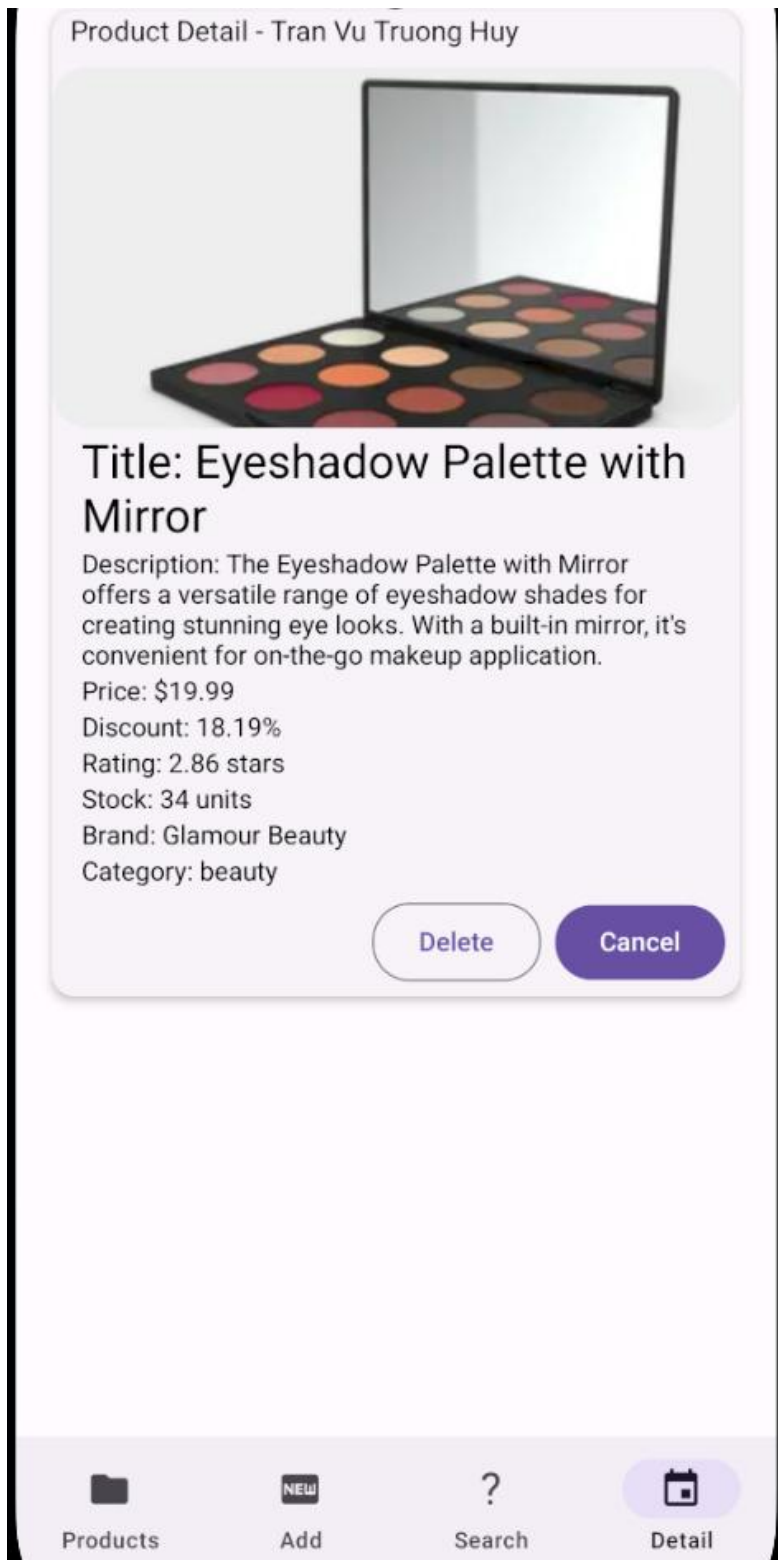 Product Detail - Tran Vu Truong Huy
Title: Eyeshadow Palette with
Mirror
Description: The Eyeshadow Palette with Mirror
offers a versatile range of eyeshadow shades for
creating stunning eye looks. With a built-in mirror, it's
convenient for on-the-go makeup application.
Price: $19.99
Discount: 18.19%
Rating: 2.86 stars
Stock: 34 units
Brand: Glamour Beauty
Category: beauty
Delete Cancel
NEW ?
Products Add Search Detail